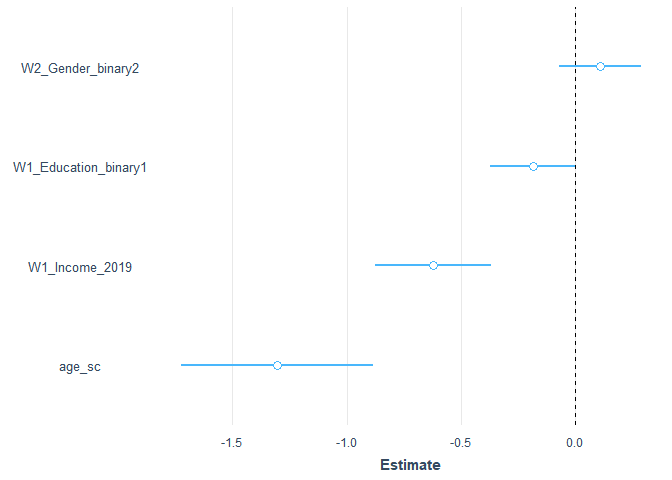 W2_Gender_binary2
W1_Education_binary1
W1_Income_2019
age_sc
-1.5 -1.0 -0.5 0.0
Estimate